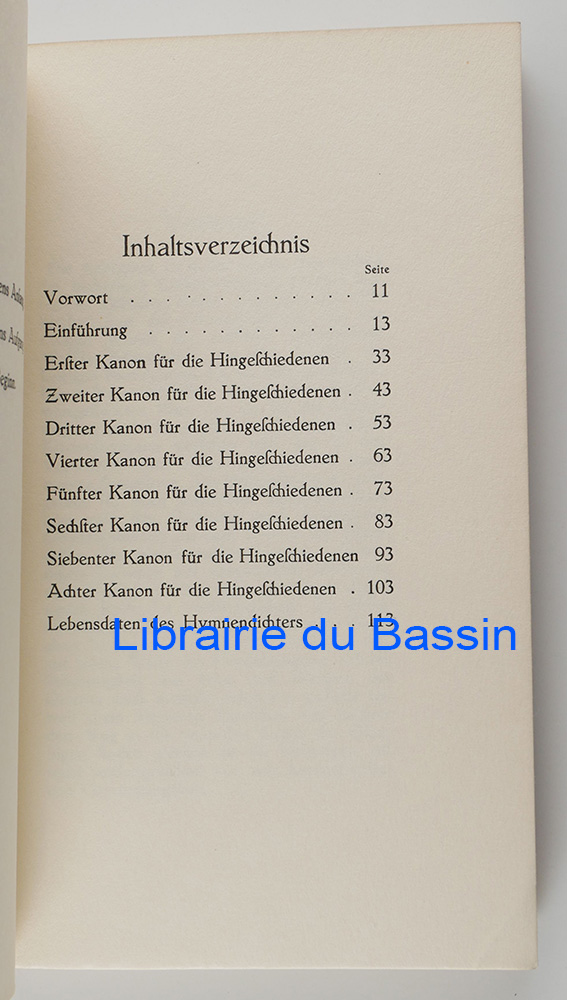 Inhaltsverzeichnis
Seite
Vorwort . . . . . . . . . . . . . 11
Einführung . . . . . . . . . . . . 13
Erſter Kanon für die Hingeſchiedenen . 33
Zweiter Kanon für die Hingeſchiedenen . 43
Dritter Kanon für die Hingeſchiedenen . 53
Vierter Kanon für die Hingeſchiedenen . 63
Fünfter Kanon für die Hingeſchiedenen . 73
Sechſter Kanon für die Hingeſchiedenen . 83
Siebenter Kanon für die Hingeſchiedenen 93
Achter Kanon für die Hingeſchiedenen . 103
Lebensdaten des Hymnendichters . . . 113
Librairie du Bassin